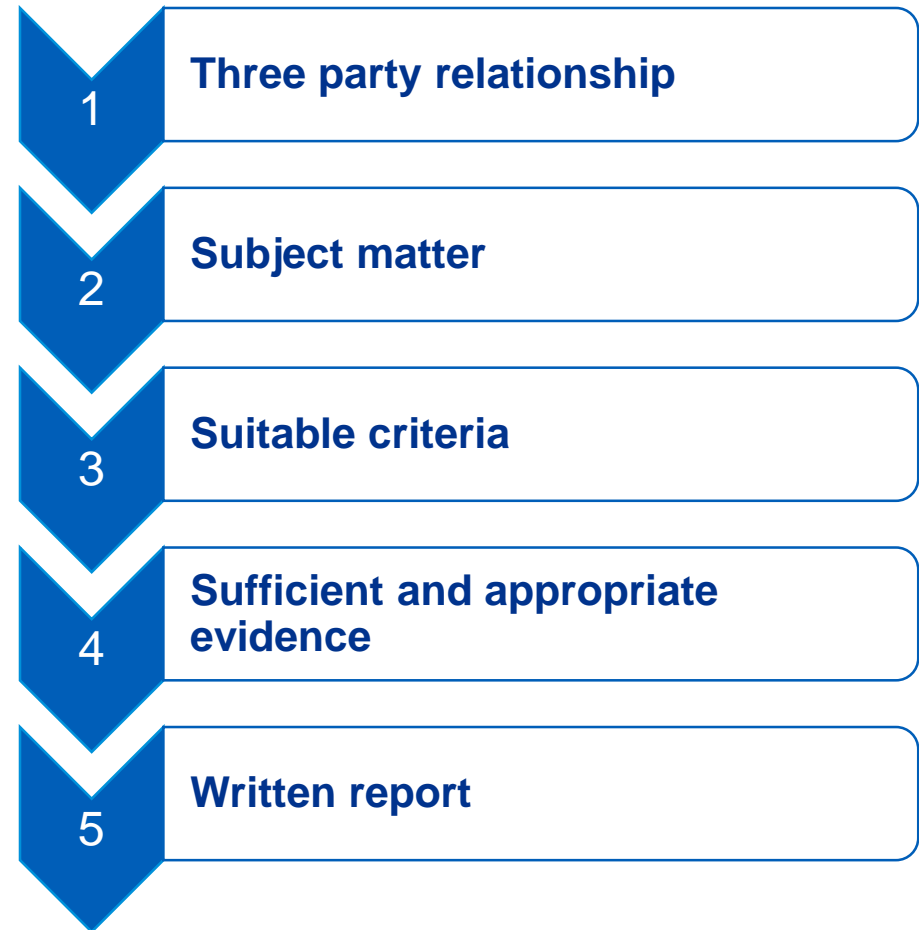 1
Three party relationship
2
Subject matter
3
Suitable criteria
4
Sufficient and appropriate
evidence
5
Written report